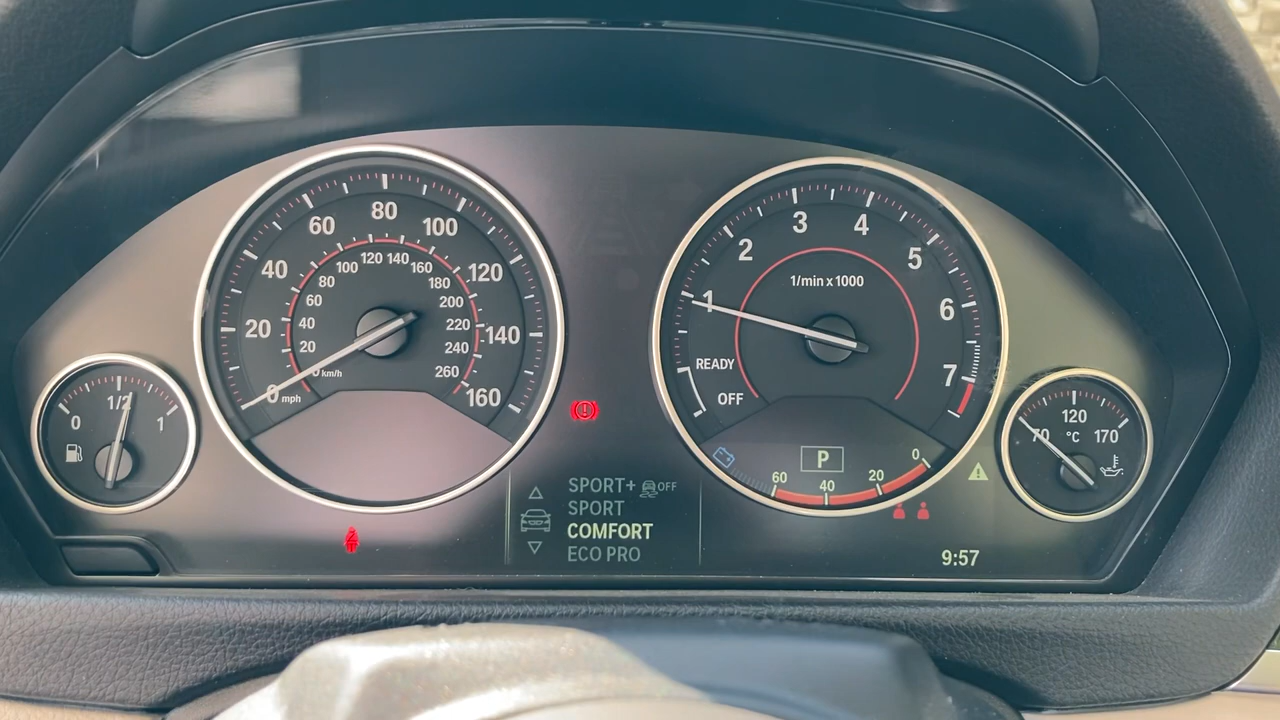 0 20 40 60 80 100 120 140 160
mph
0 20 40 60 80 100 120 140 160 180 200 220 240 260
km/h
0 1/2 1
1 2 3 4 5 6 7
1/min x 1000
READY
OFF
P
60 40 20 0
70 120 170
°C
SPORT+ OFF
SPORT
COMFORT
ECO PRO
9:57